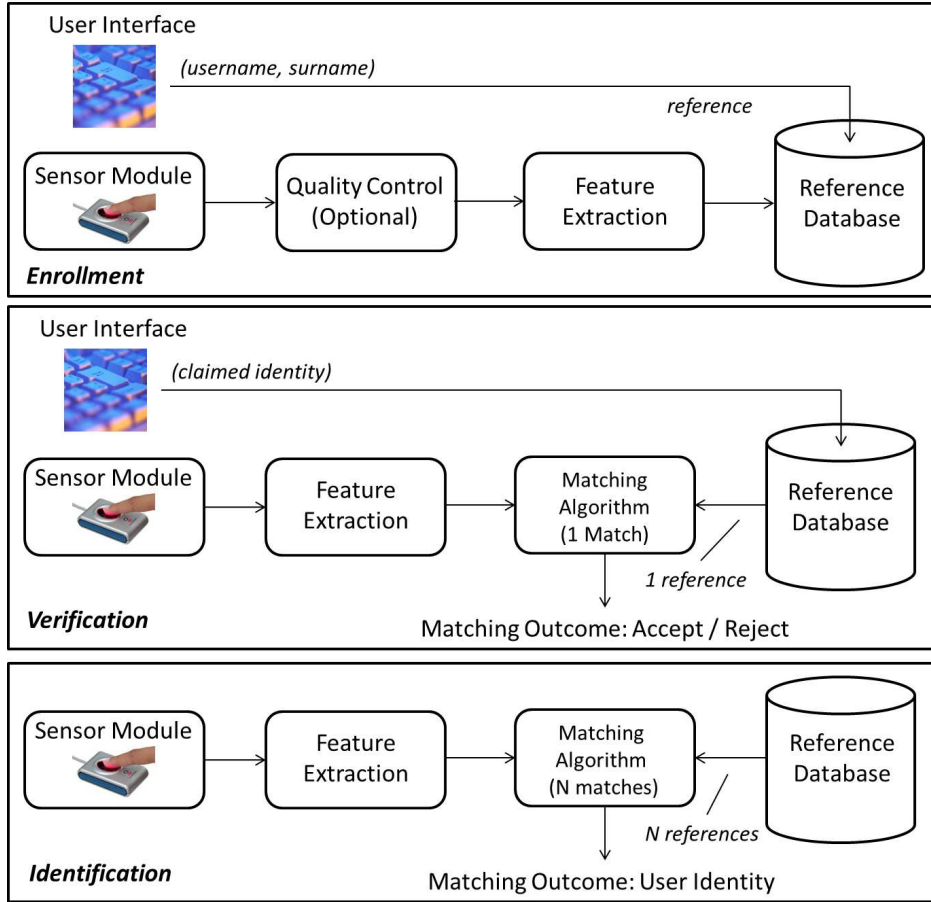 User Interface
(username, surname)
reference
Sensor Module
Quality Control
(Optional)
Feature
Extraction
Reference
Database
Enrollment
User Interface
(claimed identity)
Sensor Module
Feature
Extraction
Matching
Algorithm
(1 Match)
Reference
Database
1 reference
Verification
Matching Outcome: Accept / Reject
Sensor Module
Feature
Extraction
Matching
Algorithm
(N matches)
Reference
Database
N references
Identification
Matching Outcome: User Identity